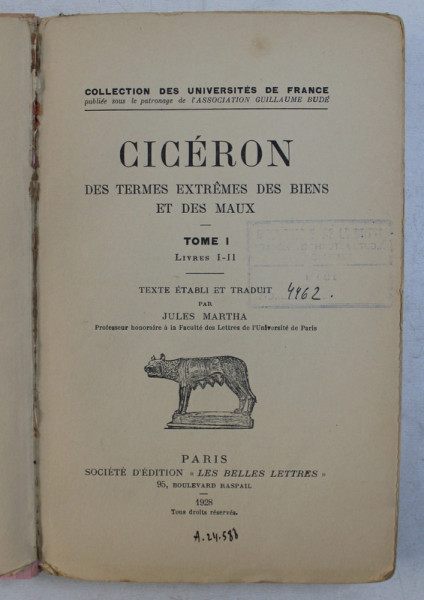 COLLECTION DES UNIVERSITÉS DE FRANCE
publiée sous le patronage de l'ASSOCIATION GUILLAUME BUDÉ
CICÉRON
DES TERMES EXTRÊMES DES BIENS
ET DES MAUX
TOME I
LIVRES I-II
TEXTE ÉTABLI ET TRADUIT
PAR
JULES MARTHA
Professeur honoraire à la Faculté des Lettres de l'Université de Paris
4962.
PARIS
SOCIÉTÉ D'ÉDITION « LES BELLES LETTRES »
95, BOULEVARD RASPAIL
1928
Tous droits réservés.
A.24.588